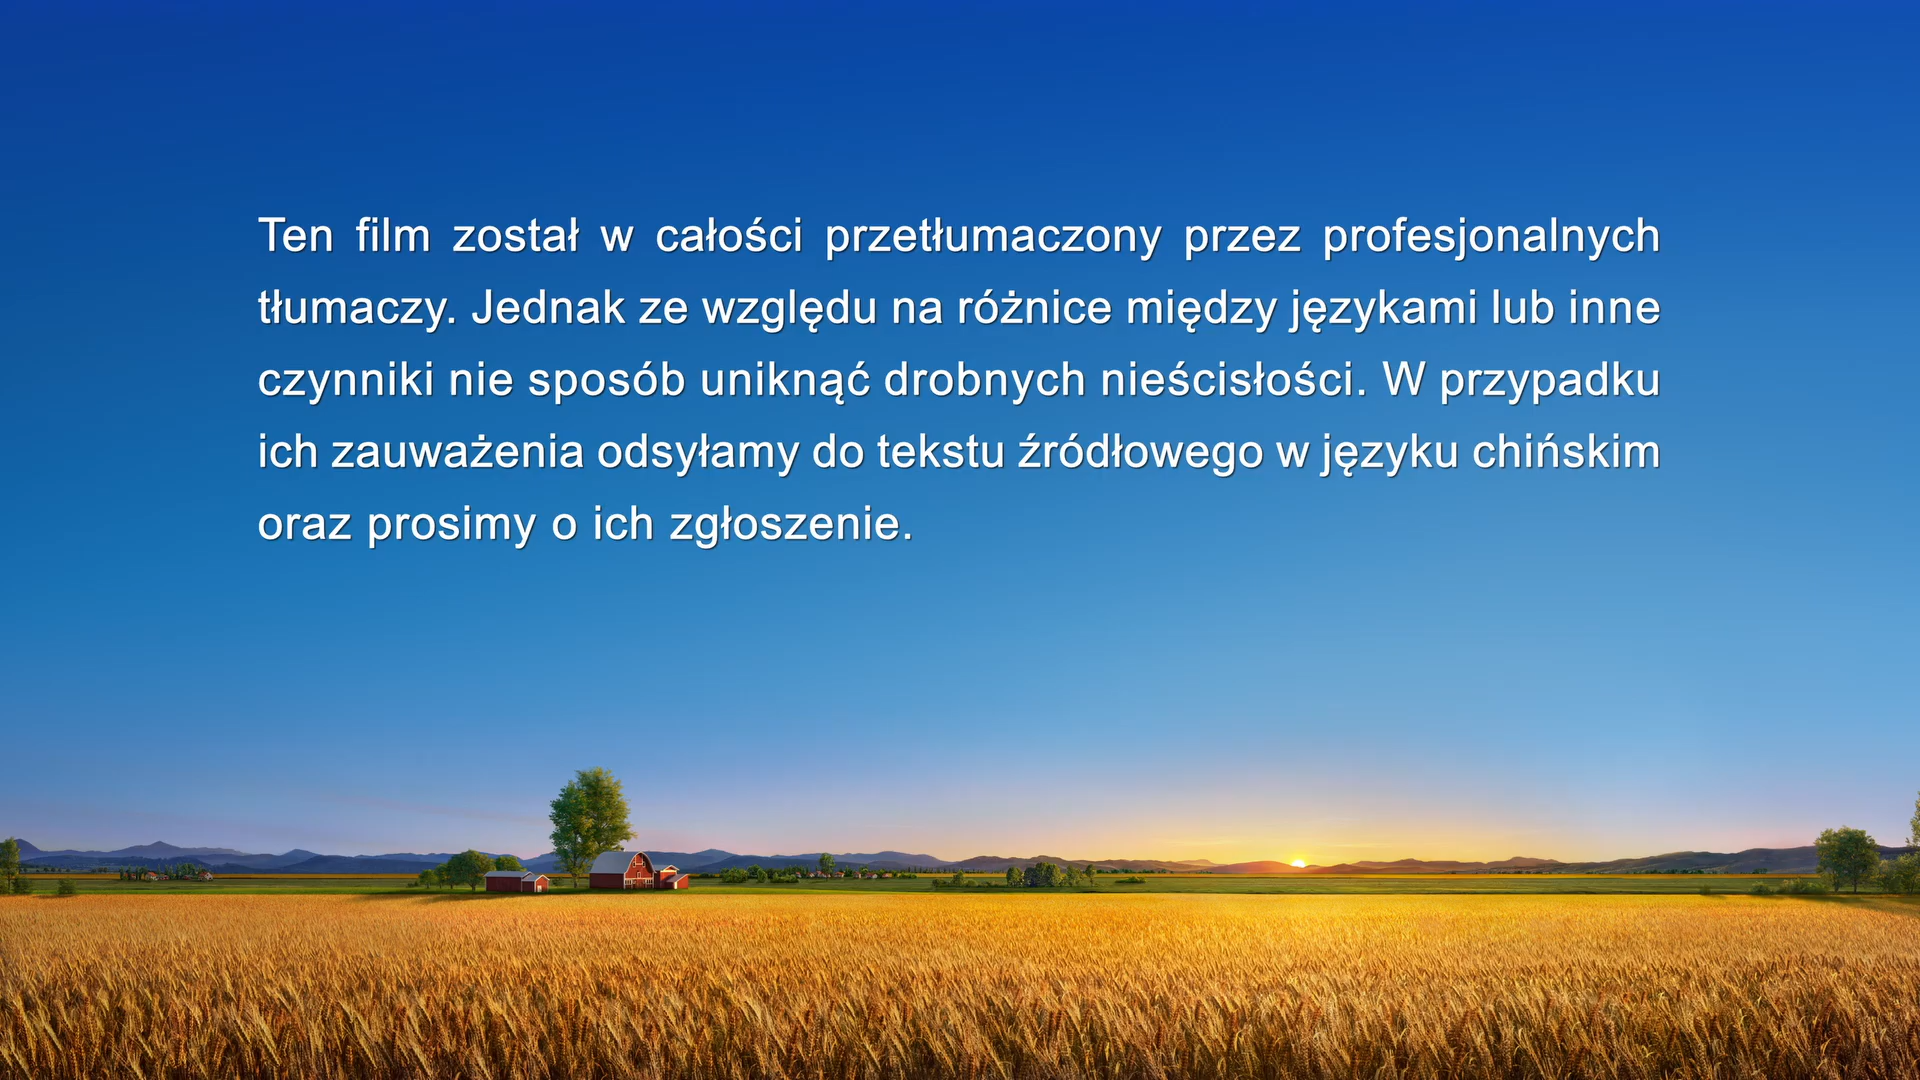 Ten film został w całości przetłumaczony przez profesjonalnych
tłumaczy. Jednak ze względu na różnice między językami lub inne
czynniki nie sposób uniknąć drobnych nieścisłości. W przypadku
ich zauważenia odsyłamy do tekstu źródłowego w języku chińskim
oraz prosimy o ich zgłoszenie.